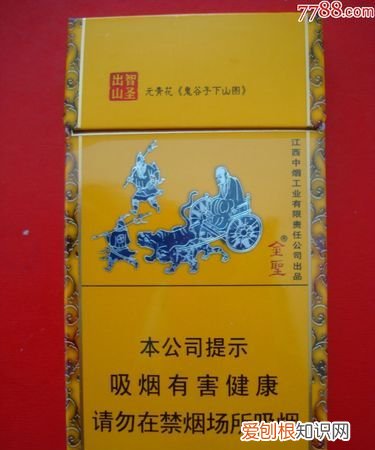 7788.com
智圣出山
元青花《鬼谷子下山图》
江西中烟工业有限责任公司出品
金聖®
本公司提示
吸烟有害健康
请勿在禁烟场所吸烟
爱刨根知识网